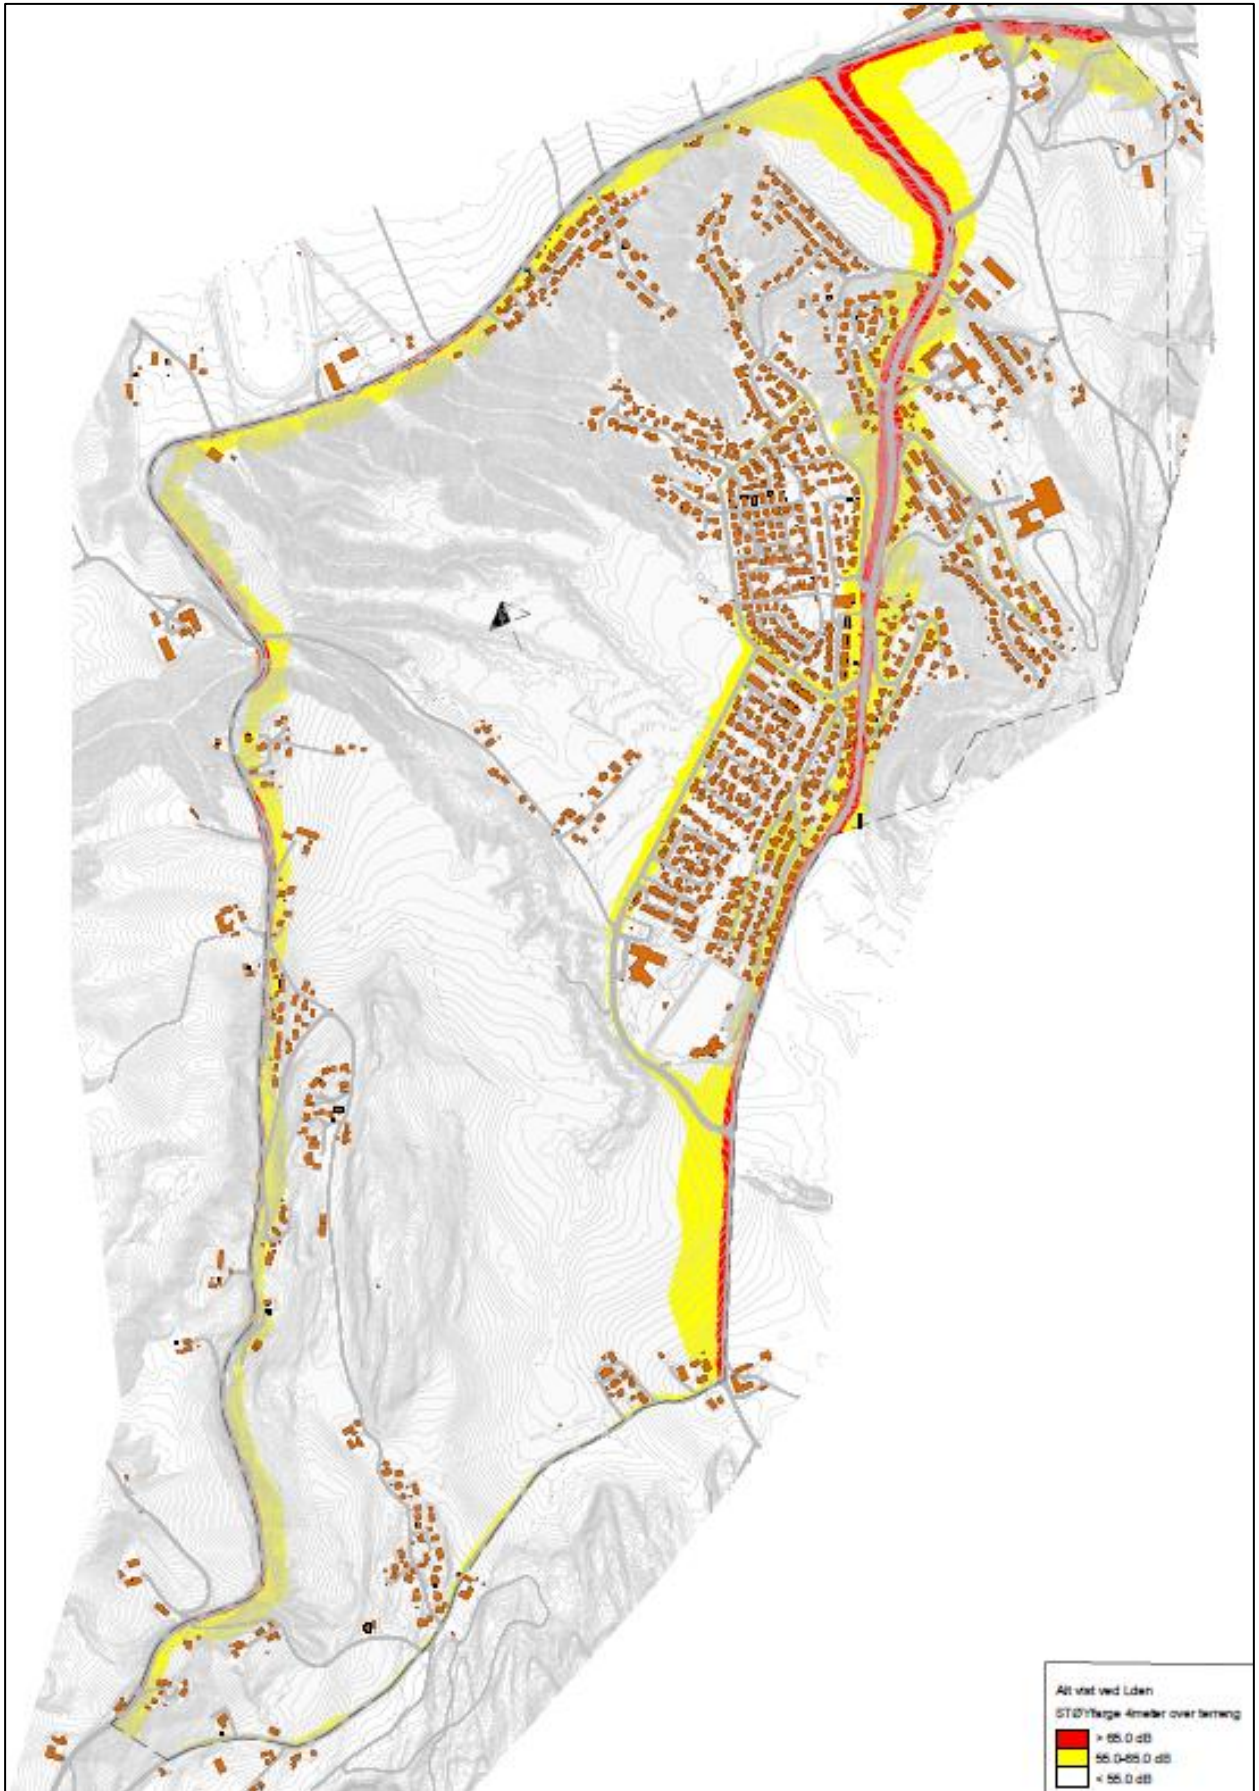 Alt vist ved Lden
STØYfarge 4meter over terreng
> 65.0 dB
55.0-65.0 dB
< 55.0 dB